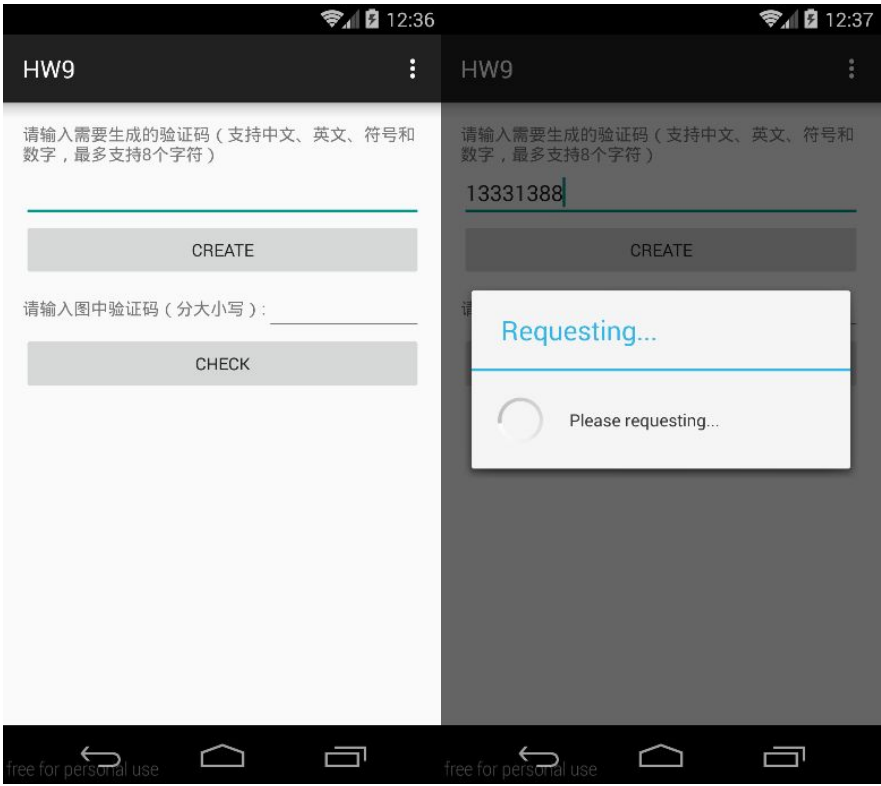 12:36
HW9
请输入需要生成的验证码（支持中文、英文、符号和
数字，最多支持8个字符）
CREATE
请输入图中验证码（分大小写）:
CHECK
free for personal use
12:37
HW9
请输入需要生成的验证码（支持中文、英文、符号和
数字，最多支持8个字符）
13331388
CREATE
请
Requesting...
Please requesting...
free for personal use